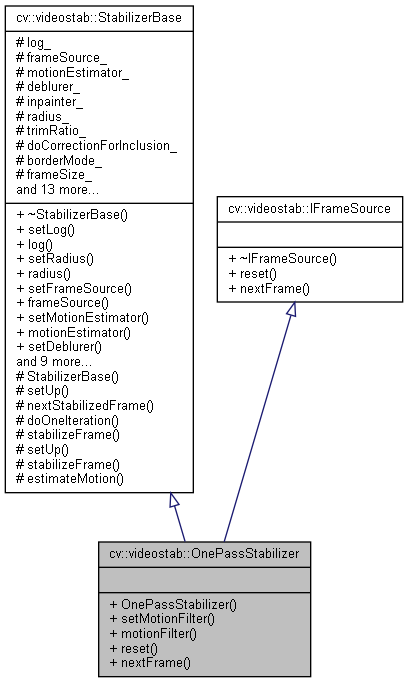 cv::videostab::StabilizerBase
# log_
# frameSource_
# motionEstimator_
# deblurer_
# inpainter_
# radius_
# trimRatio_
# doCorrectionForInclusion_
# borderMode_
# frameSize_
and 13 more...
+ ~StabilizerBase()
+ setLog()
+ log()
+ setRadius()
+ radius()
+ setFrameSource()
+ frameSource()
+ setMotionEstimator()
+ motionEstimator()
+ setDeblurer()
and 9 more...
# StabilizerBase()
# setUp()
# nextStabilizedFrame()
# doOneIteration()
# stabilizeFrame()
# setUp()
# stabilizeFrame()
# estimateMotion()
cv::videostab::IFrameSource
+ ~IFrameSource()
+ reset()
+ nextFrame()
cv::videostab::OnePassStabilizer
+ OnePassStabilizer()
+ setMotionFilter()
+ motionFilter()
+ reset()
+ nextFrame()